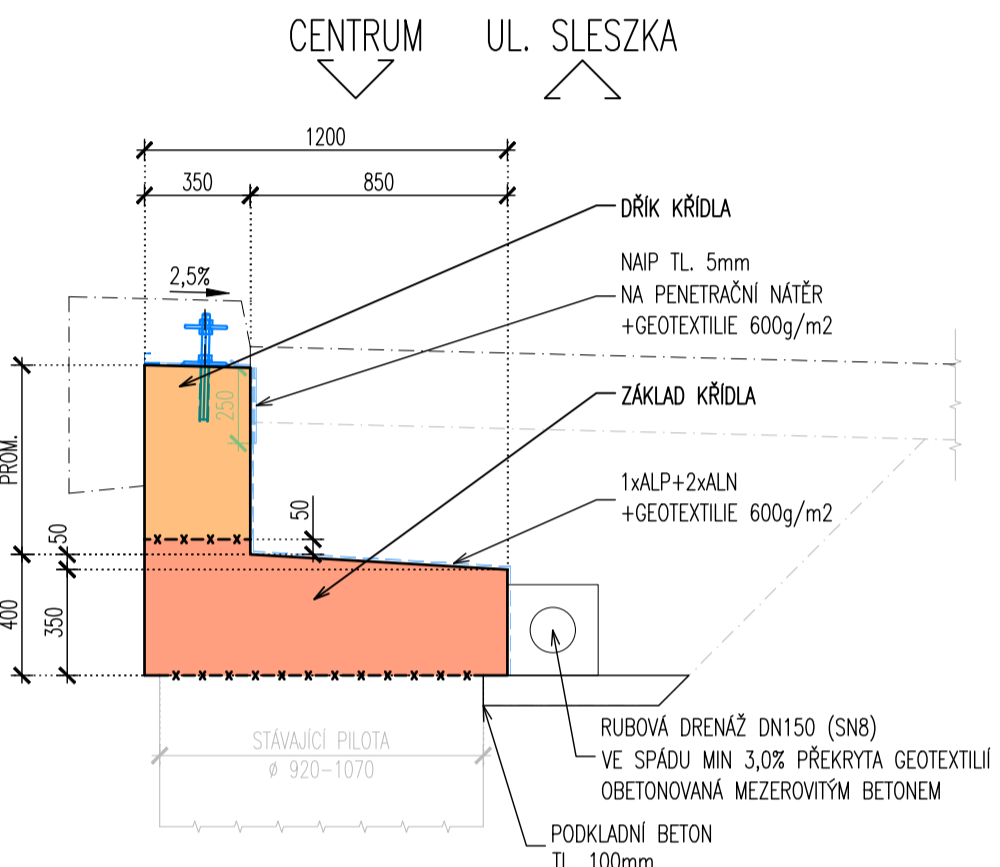 CENTRUM UL. SLESZKA
1200
350 850
DŘÍK KŘÍDLA
NAIP TL. 5mm
NA PENETRAČNÍ NÁTĚR
+GEOTEXTILIE 600g/m2
2,5%
250
ZÁKLAD KŘÍDLA
PROM.
1xALP+2xALN
+GEOTEXTILIE 600g/m2
50
50
400
350
STÁVAJÍCÍ PILOTA
ø 920-1070
RUBOVÁ DRENÁŽ DN150 (SN8)
VE SPÁDU MIN 3,0% PŘEKRYTA GEOTEXTILIÍ
OBETONOVANÁ MEZEROVITÝM BETONEM
PODKLADNÍ BETON
TL. 100mm